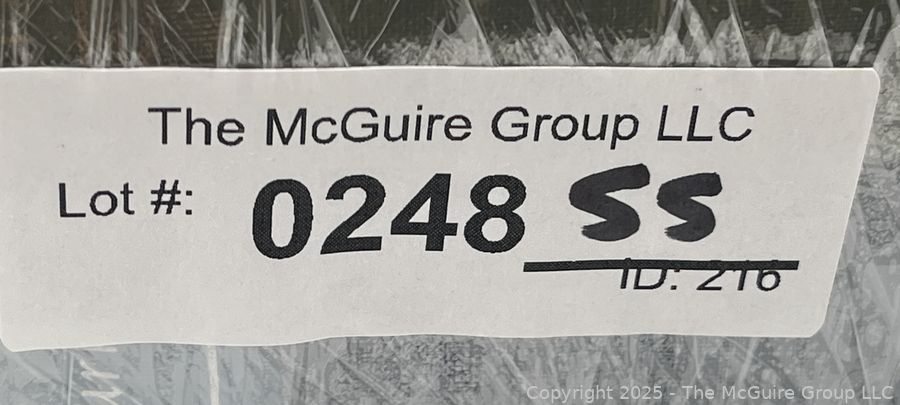 The McGuire Group LLC
Lot #: 0248 SS
ID: 216
Copyright 2025 - The McGuire Group LLC